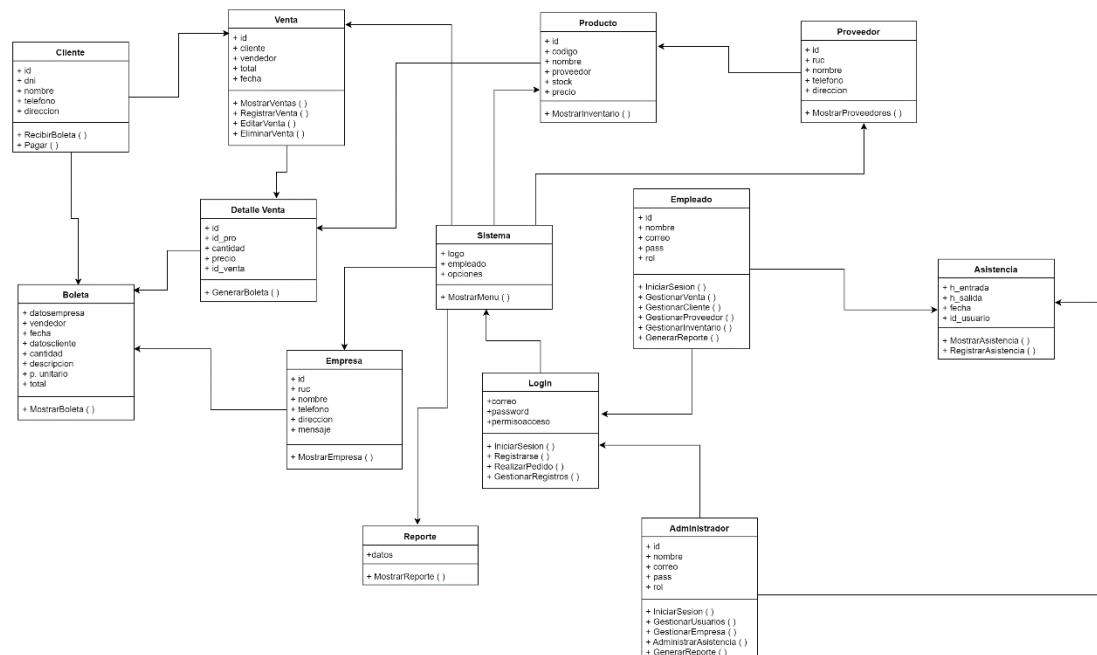 Venta
+ id
+ cliente
+ vendedor
+ total
+ fecha
+ MostrarVentas ( )
+ RegistrarVenta ( )
+ EditarVenta ( )
+ EliminarVenta ( )
Producto
+ id
+ codigo
+ nombre
+ proveedor
+ stock
+ precio
+ MostrarInventario ( )
Proveedor
+ id
+ ruc
+ nombre
+ telefono
+ direccion
+ MostrarProveedores ( )
Cliente
+ id
+ dni
+ nombre
+ telefono
+ direccion
+ RecibirBoleta ( )
+ Pagar ( )
Detalle Venta
+ id
+ id_pro
+ cantidad
+ precio
+ id_venta
+ GenerarBoleta ( )
Sistema
+ logo
+ empleado
+ opciones
+ MostrarMenu ( )
Empleado
+ id
+ nombre
+ correo
+ pass
+ rol
+ IniciarSesion ( )
+ GestionarVenta ( )
+ GestionarCliente ( )
+ GestionarProveedor ( )
+ GestionarInventario ( )
+ GenerarReporte ( )
Asistencia
+ h_entrada
+ h_salida
+ fecha
+ id_usuario
+ MostrarAsistencia ( )
+ RegistrarAsistencia ( )
Boleta
+ datosempresa
+ vendedor
+ fecha
+ datoscliente
+ cantidad
+ descripcion
+ p. unitario
+ total
+ MostrarBoleta ( )
Empresa
+ id
+ ruc
+ nombre
+ telefono
+ direccion
+ mensaje
+ MostrarEmpresa ( )
Login
+correo
+password
+permisoacceso
+ IniciarSesion ( )
+ Registrarse ( )
+ RealizarPedido ( )
+ GestionarRegistros ( )
Reporte
+datos
+ MostrarReporte ( )
Administrador
+ id
+ nombre
+ correo
+ pass
+ rol
+ IniciarSesion ( )
+ GestionarUsuarios ( )
+ GestionarEmpresa ( )
+ AdministrarAsistencia ( )
+ GenerarReporte ( )